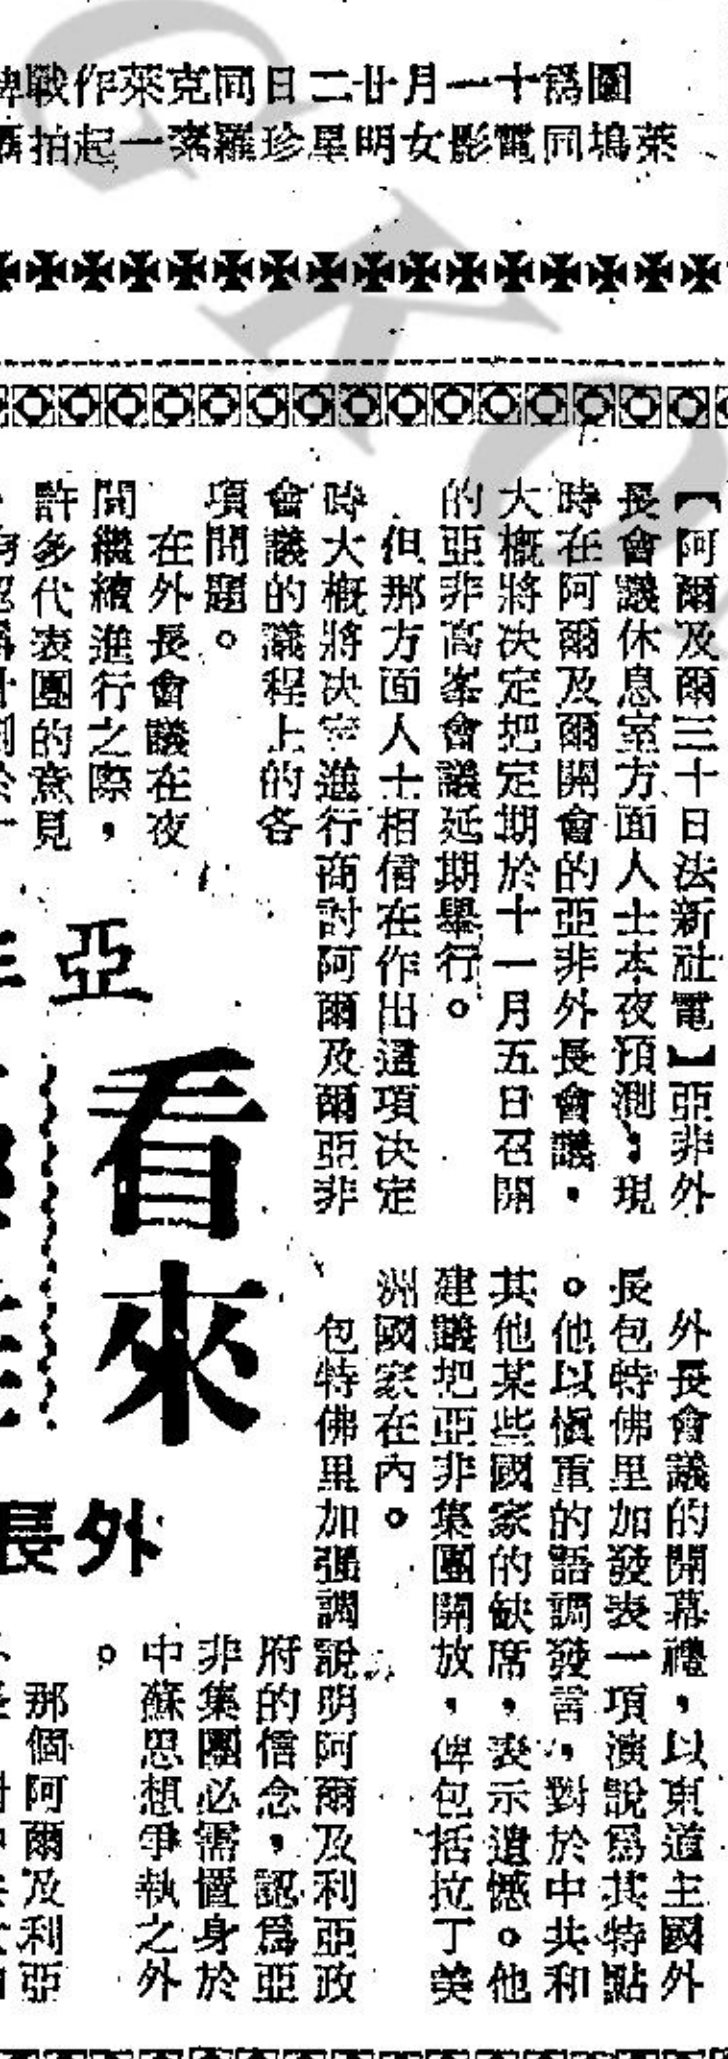 圖爲十一月廿二日同克萊作戰
萊塢同電影女明星珍羅素一起拍
【阿爾及爾三十日法新社電】亞非外
長會議休息室方面人士本夜預測，現
時在阿爾及爾開會的亞非外長會議，
大概將决定把定期於十一月五日召開
的亞非高峯會議延期舉行。
但那方面人士相信在作出這項决定
時大概將决定進行商討阿爾及爾亞非
會議的議程上的各
項問題。
在外長會議在夜
間繼續進行之際，
許多代表團的意見
亞
看來
外長
外長會議的開幕禮，以東道主國外
長包特佛里加發表一項演說爲其特點
。他以愼重的語調發言，對於中共和
其他某些國家的缺席，表示遺憾。他
建議把亞非集團開放，俾包括拉丁美
洲國家在內。
包特佛里加强調說明阿爾及利亞政
府的信念，認爲亞
非集團必需置身於
中蘇思想爭執之外
。
那個阿爾及利亞